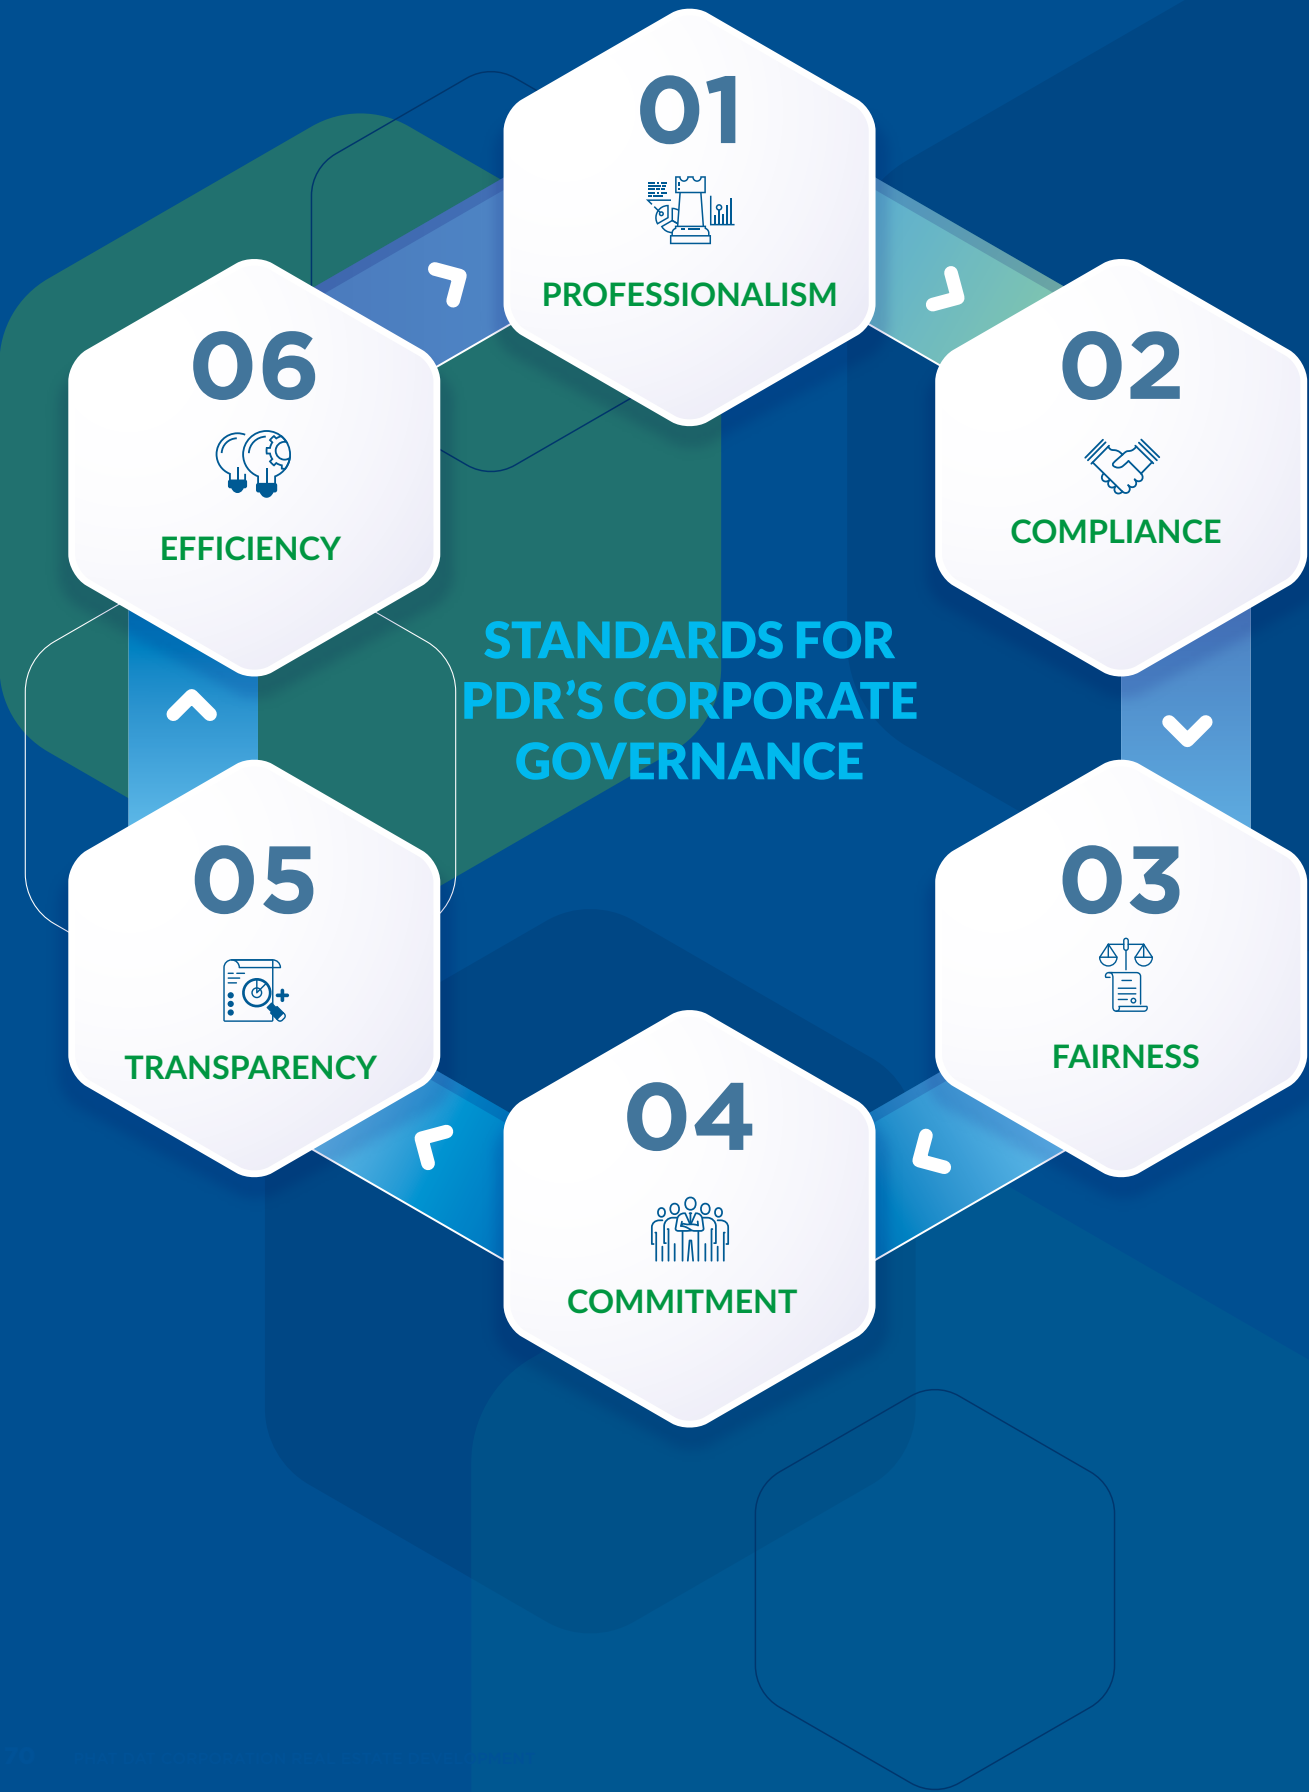 01
PROFESSIONALISM
02
COMPLIANCE
03
FAIRNESS
04
COMMITMENT
05
TRANSPARENCY
06
EFFICIENCY
STANDARDS FOR
PDR’S CORPORATE
GOVERNANCE